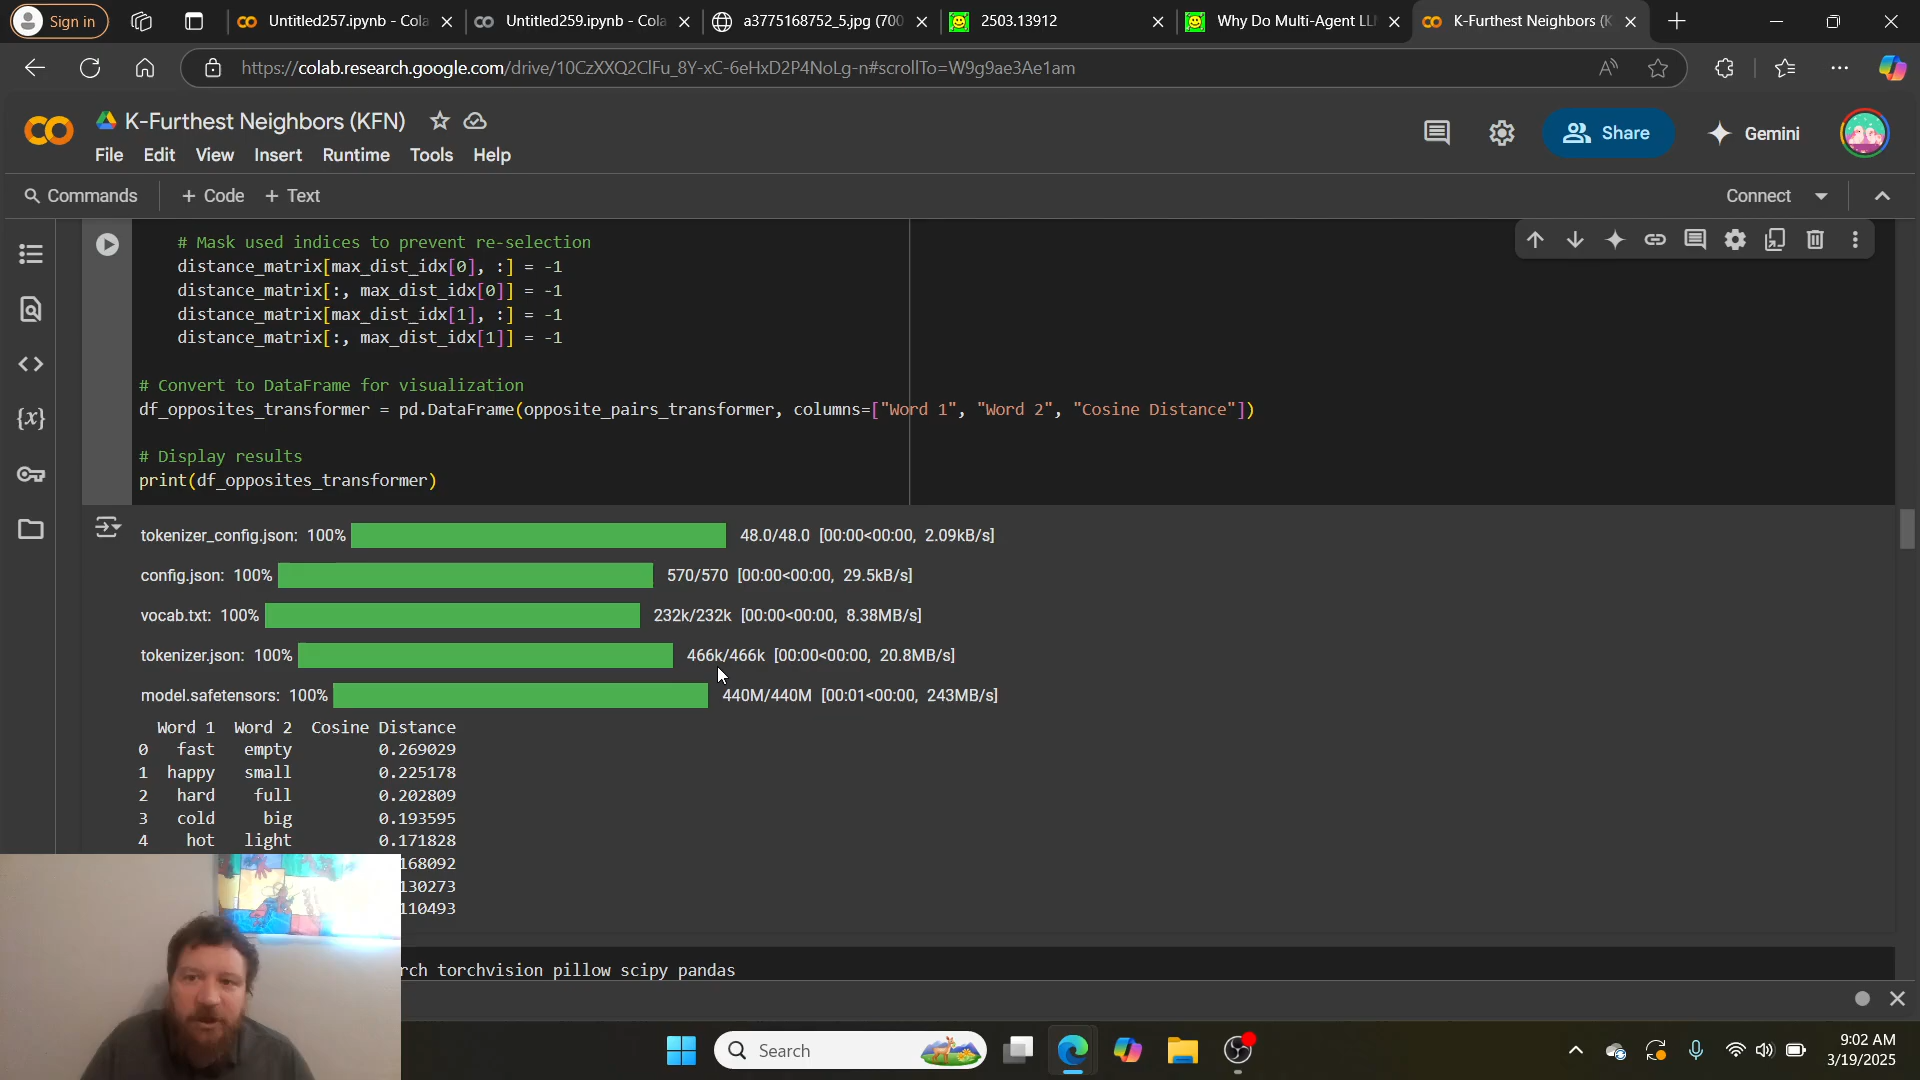 Sign in
Untitled257.ipynb - Cola
Untitled259.ipynb - Cola
a3775168752_5.jpg (700
2503.13912
Why Do Multi-Agent LL
K-Furthest Neighbors (K
https://colab.research.google.com/drive/10CzXXQ2ClFu_8Y-xC-6eHxD2P4NoLg-n#scrollTo=W9g9ae3Ae1am
K-Furthest Neighbors (KFN)
File Edit View Insert Runtime Tools Help
Share
Gemini
Commands
+ Code + Text
Connect
# Mask used indices to prevent re-selection
distance_matrix[max_dist_idx[0], :] = -1
distance_matrix[:, max_dist_idx[0]] = -1
distance_matrix[max_dist_idx[1], :] = -1
distance_matrix[:, max_dist_idx[1]] = -1
# Convert to DataFrame for visualization
df_opposites_transformer = pd.DataFrame(opposite_pairs_transformer, columns=["Word 1", "Word 2", "Cosine Distance"])
# Display results
print(df_opposites_transformer)
tokenizer_config.json: 100% 48.0/48.0 [00:00<00:00, 2.09kB/s]
config.json: 100% 570/570 [00:00<00:00, 29.5kB/s]
vocab.txt: 100% 232k/232k [00:00<00:00, 8.38MB/s]
tokenizer.json: 100% 466k/466k [00:00<00:00, 20.8MB/s]
model.safetensors: 100% 440M/440M [00:01<00:00, 243MB/s]
Word 1 Word 2 Cosine Distance
0 fast empty 0.269029
1 happy small 0.225178
2 hard full 0.202809
3 cold big 0.193595
4 hot light 0.171828
168092
130273
110493
rch torchvision pillow scipy pandas
Search
9:02 AM
3/19/2025